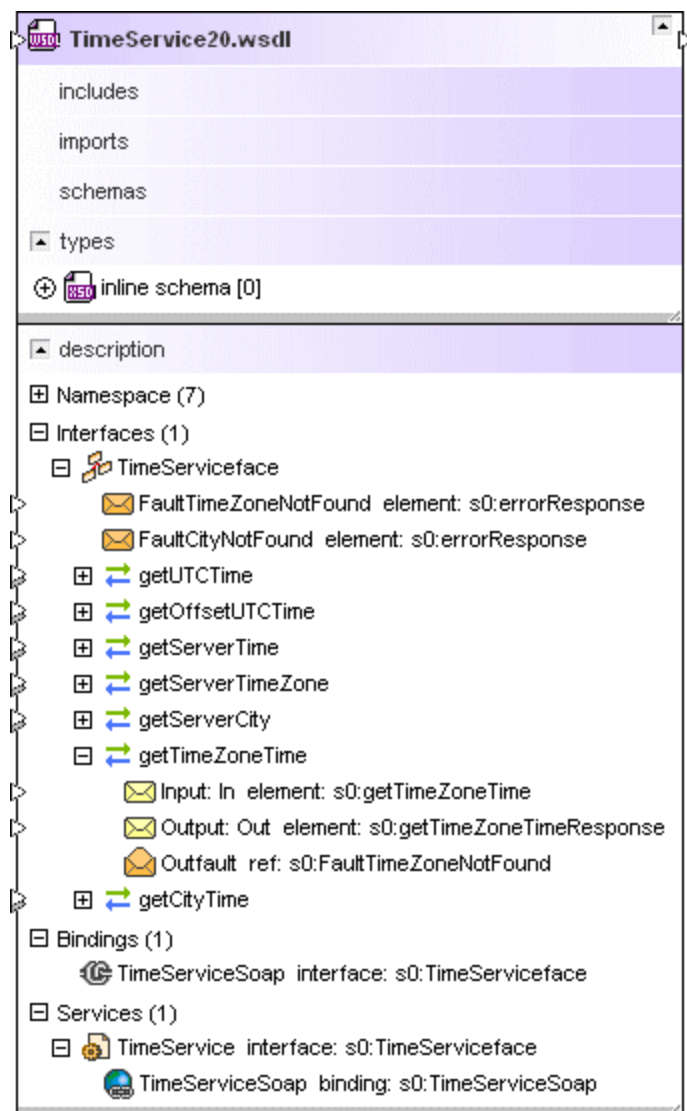 WSDL TimeService20.wsdl
includes
imports
schemas
types
XSD inline schema [0]
description
Namespace (7)
Interfaces (1)
TimeServiceface
FaultTimeZoneNotFound element: s0:errorResponse
FaultCityNotFound element: s0:errorResponse
getUTCTime
getOffsetUTCTime
getServerTime
getServerTimeZone
getServerCity
getTimeZoneTime
Input: In element: s0:getTimeZoneTime
Output: Out element: s0:getTimeZoneTimeResponse
Outfault ref: s0:FaultTimeZoneNotFound
getCityTime
Bindings (1)
TimeServiceSoap interface: s0:TimeServiceface
Services (1)
TimeService interface: s0:TimeServiceface
TimeServiceSoap binding: s0:TimeServiceSoap